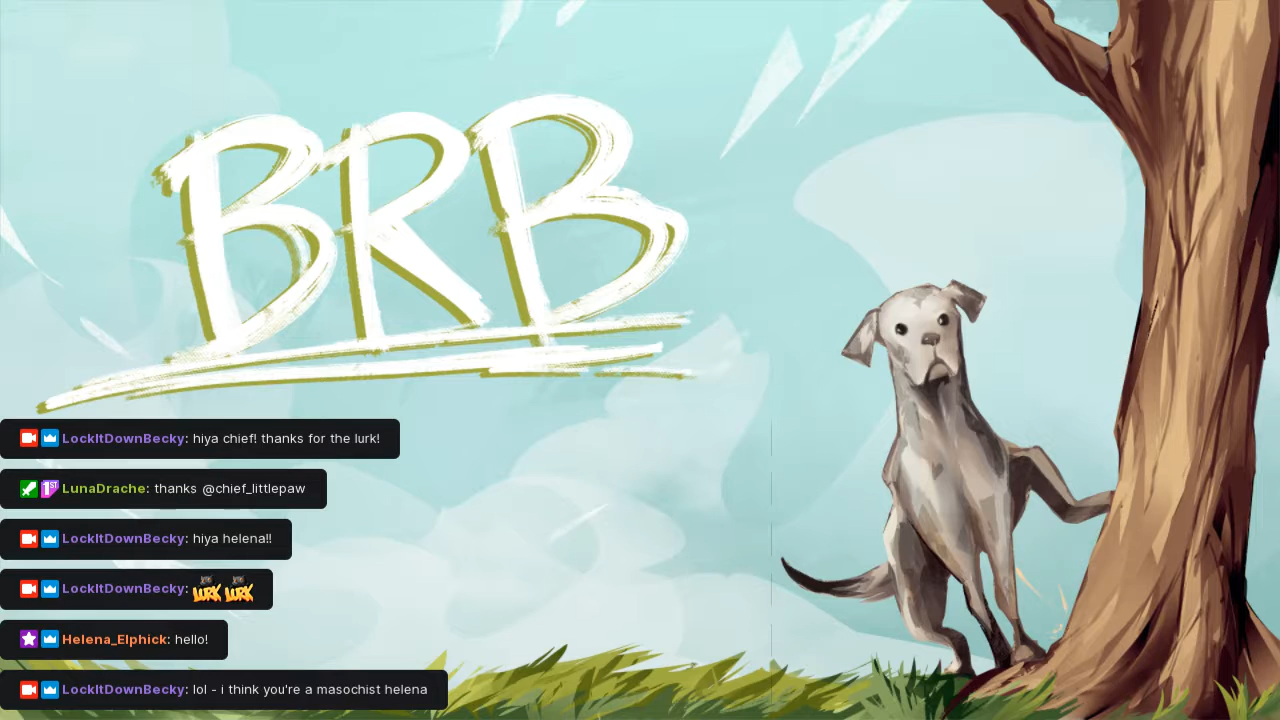 BRB
LockItDownBecky: hiya chief! thanks for the lurk!
1ST LunaDrache: thanks @chief_littlepaw
LockItDownBecky: hiya helena!!
LockItDownBecky: LURK LURK
Helena_Elphick: hello!
LockItDownBecky: lol - i think you're a masochist helena